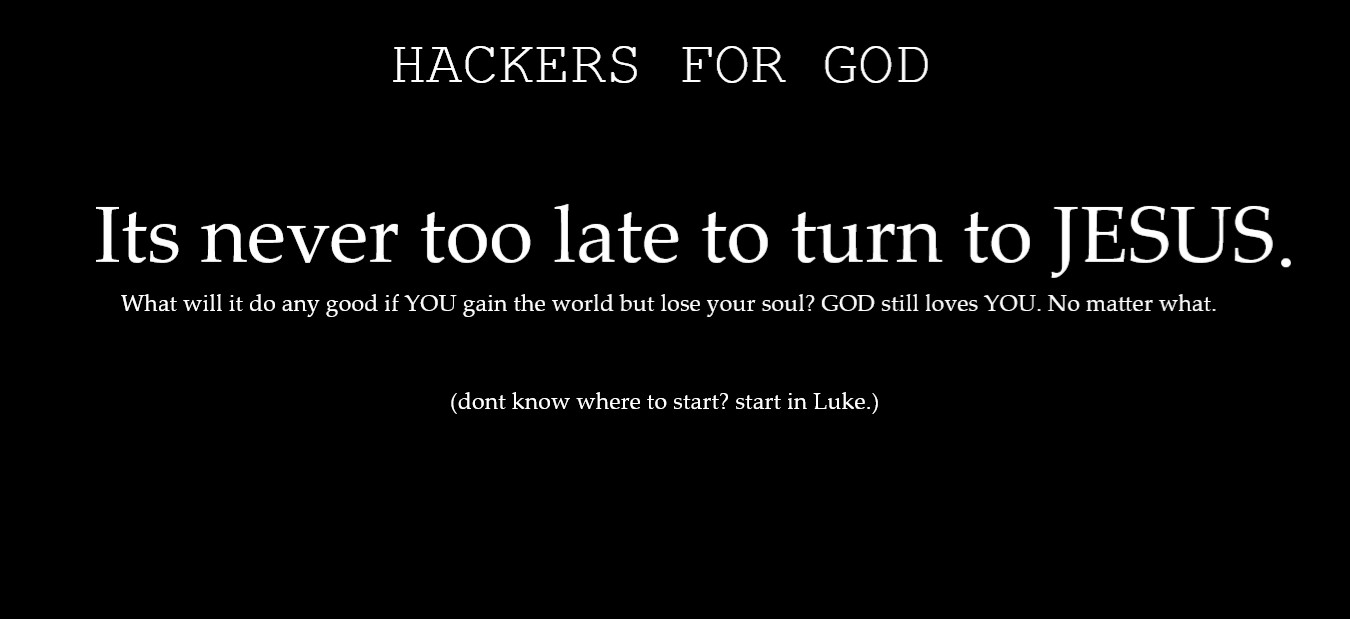 HACKERS FOR GOD
Its never too late to turn to JESUS.
What will it do any good if YOU gain the world but lose your soul? GOD still loves YOU. No matter what.
(dont know where to start? start in Luke.)